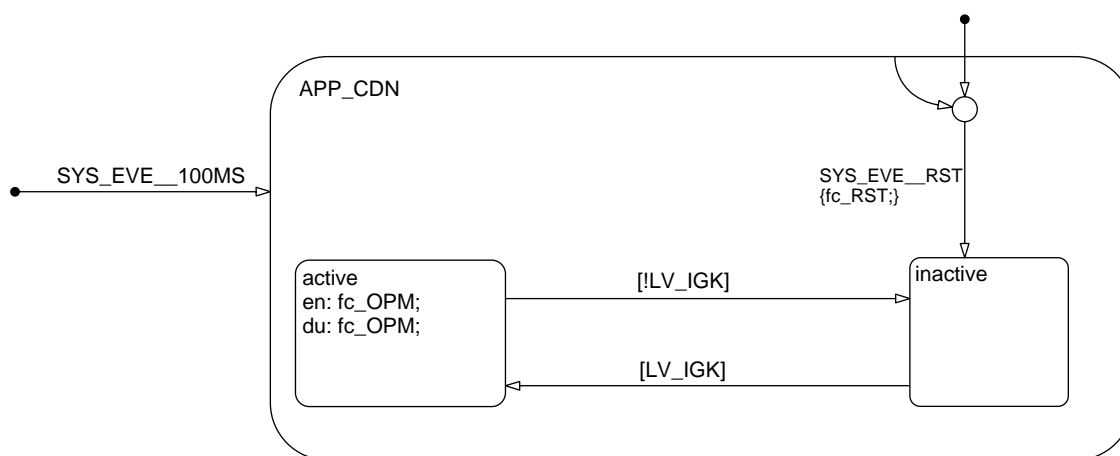 APP_CDN
SYS_EVE__100MS
SYS_EVE__RST
{fc_RST;}
active
en: fc_OPM;
du: fc_OPM;
[!LV_IGK]
inactive
[LV_IGK]